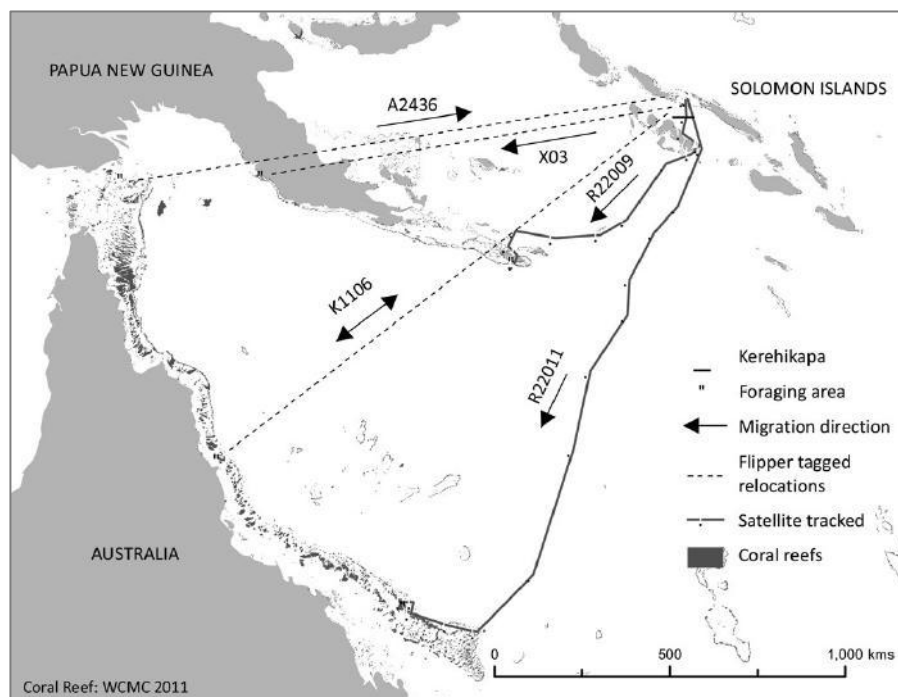 PAPUA NEW GUINEA
SOLOMON ISLANDS
A2436
X03
R22009
K1106
R22011
Kerehikapa
" Foraging area
Migration direction
Flipper tagged
relocations
Satellite tracked
Coral reefs
AUSTRALIA
0 500 1,000 kms
Coral Reef: WCMC 2011